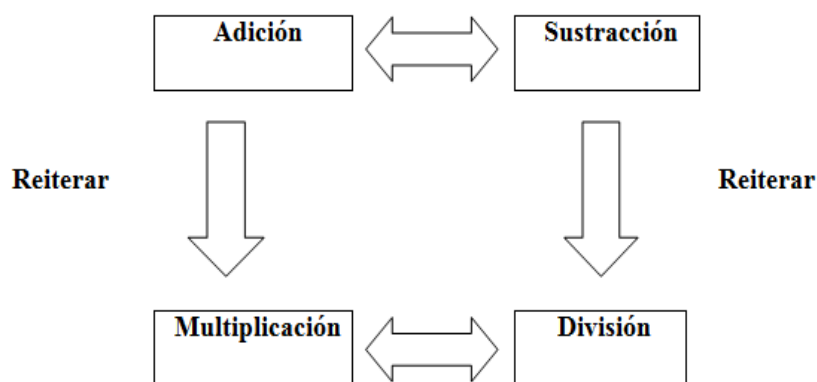 Adición
Sustracción
Reiterar
Reiterar
Multiplicación
División